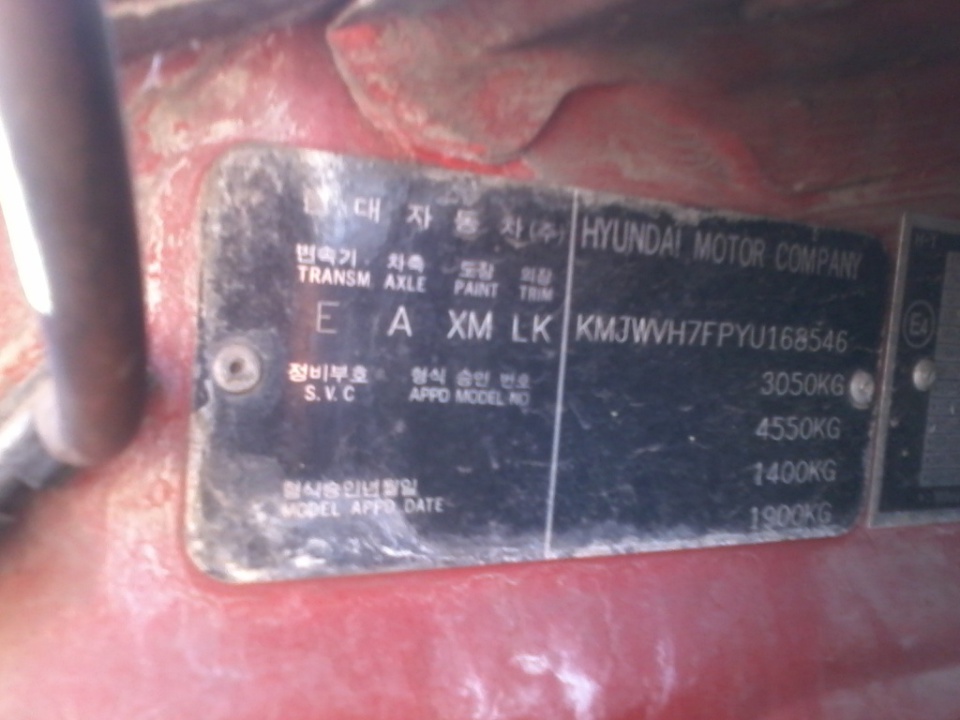 대 자 동 차(주)
HYUNDAI MOTOR COMPANY
변속기 차축 도장 외장
TRANSM AXLE PAINT TRIM
E A XM LK
KMJWVH7FPYU168546
정비부호 형식 승인 번호
S.V.C APPD MODEL NO
3050KG
4550KG
1400KG
1900KG
형식승인년월일
MODEL APPD DATE
H-1
E4